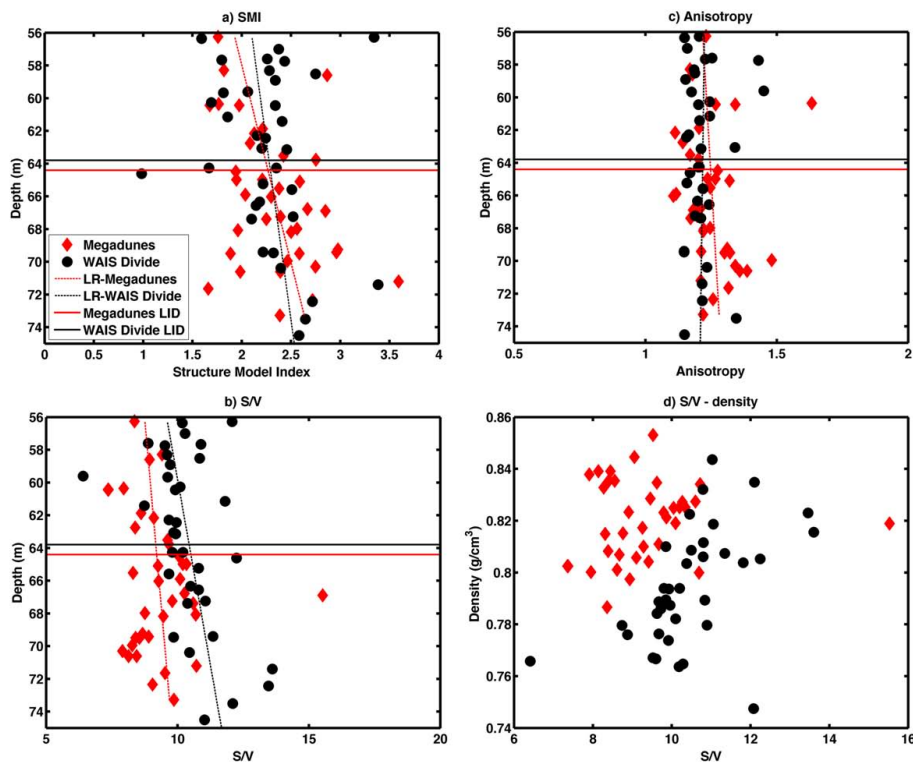 a) SMI
56
58
60
62
64
66
68
70
72
74
Depth (m)
Megadunes
WAIS Divide
LR-Megadunes
LR-WAIS Divide
Megadunes LID
WAIS Divide LID
0 0.5 1 1.5 2 2.5 3 3.5 4
Structure Model Index
c) Anisotropy
56
58
60
62
64
66
68
70
72
74
Depth (m)
0.5 1 1.5 2
Anisotropy
b) S/V
56
58
60
62
64
66
68
70
72
74
Depth (m)
5 10 15 20
S/V
d) S/V - density
0.86
0.84
0.82
0.8
0.78
0.76
0.74
Density (g/cm³)
6 8 10 12 14 16
S/V